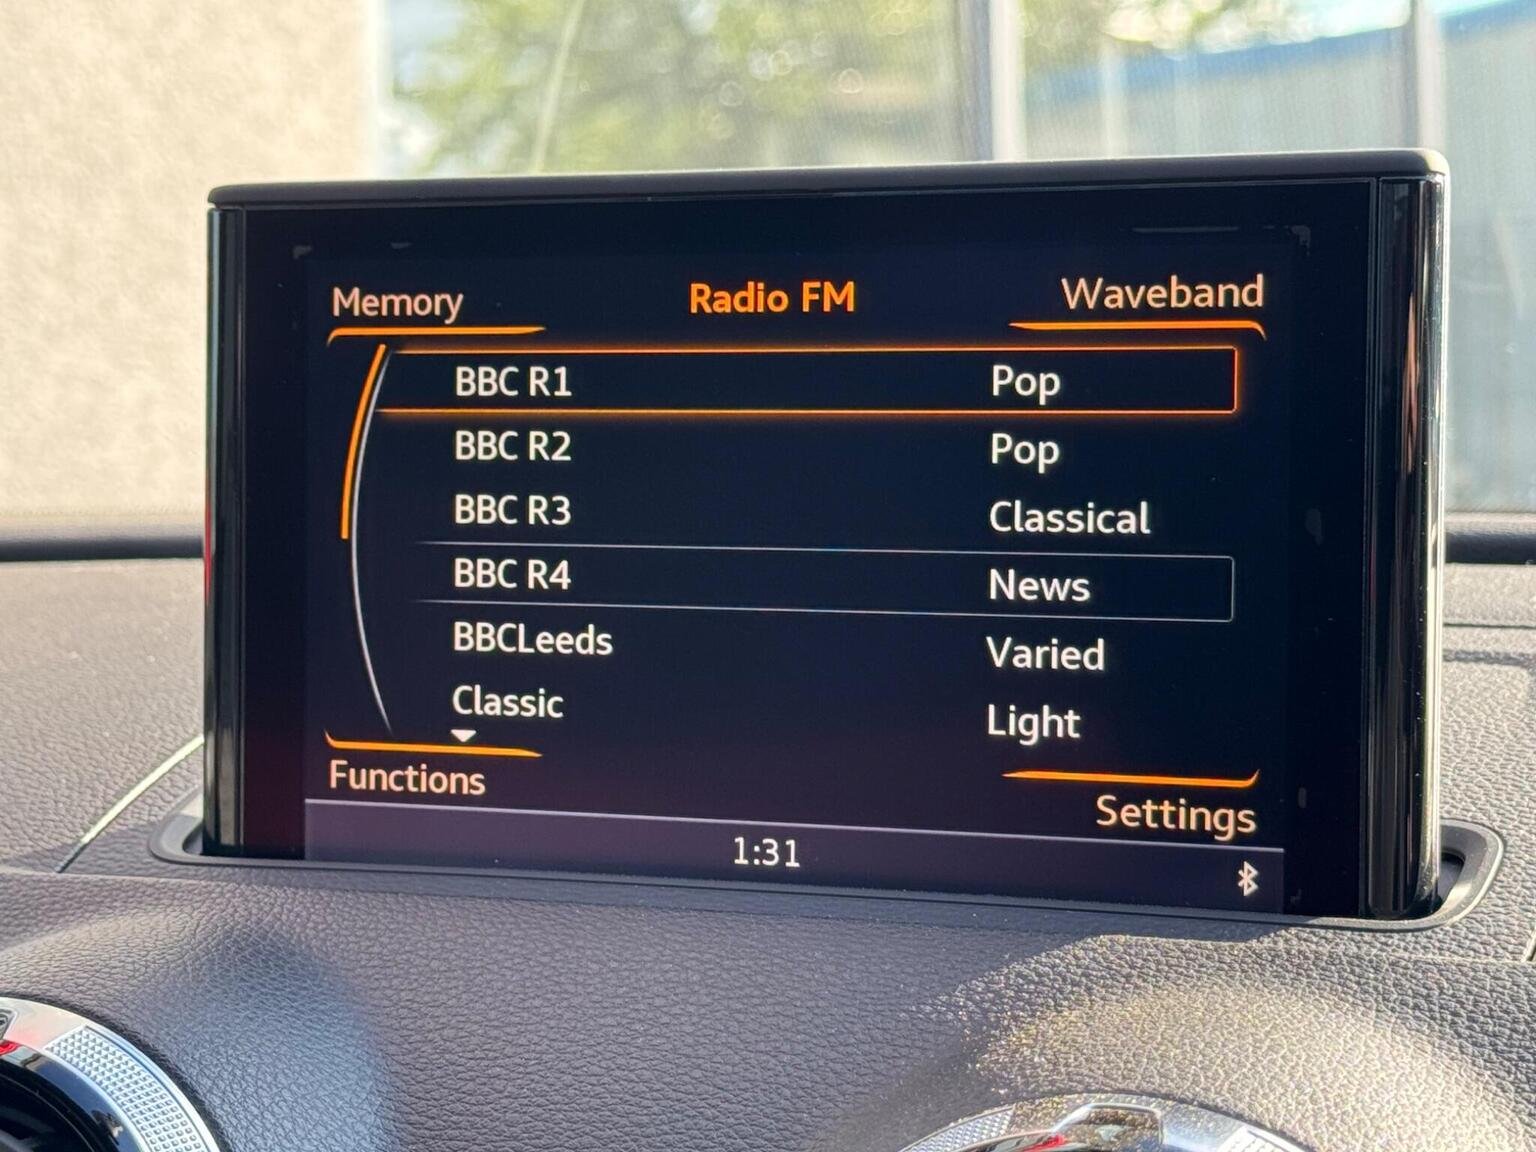 Memory Radio FM Waveband
BBC R1 Pop
BBC R2 Pop
BBC R3 Classical
BBC R4 News
BBCLeeds Varied
Classic Light
Functions Settings
1:31